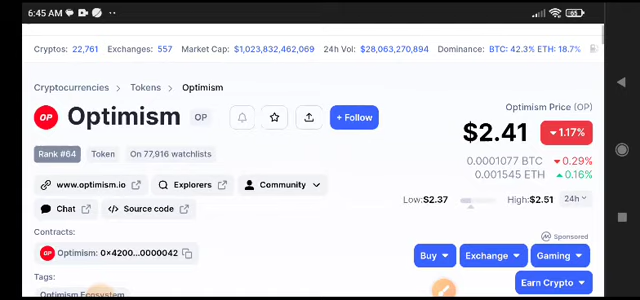 6:45 AM
65
Cryptos: 22,761 Exchanges: 557 Market Cap: $1,023,832,462,069 24h Vol: $28,063,270,894 Dominance: BTC: 42.3% ETH: 18.7%
Cryptocurrencies > Tokens > Optimism
OP Optimism OP
+ Follow
Rank #64 Token On 77,916 watchlists
www.optimism.io Explorers Community
Chat Source code
Contracts:
OP Optimism: 0x4200...0000042
Tags:
Optimism Ecosystem
Optimism Price (OP)
$2.41 1.17%
0.0001077 BTC 0.29%
0.001545 ETH 0.16%
Low: $2.37 High: $2.51 24h
Sponsored
Buy Exchange Gaming
Earn Crypto